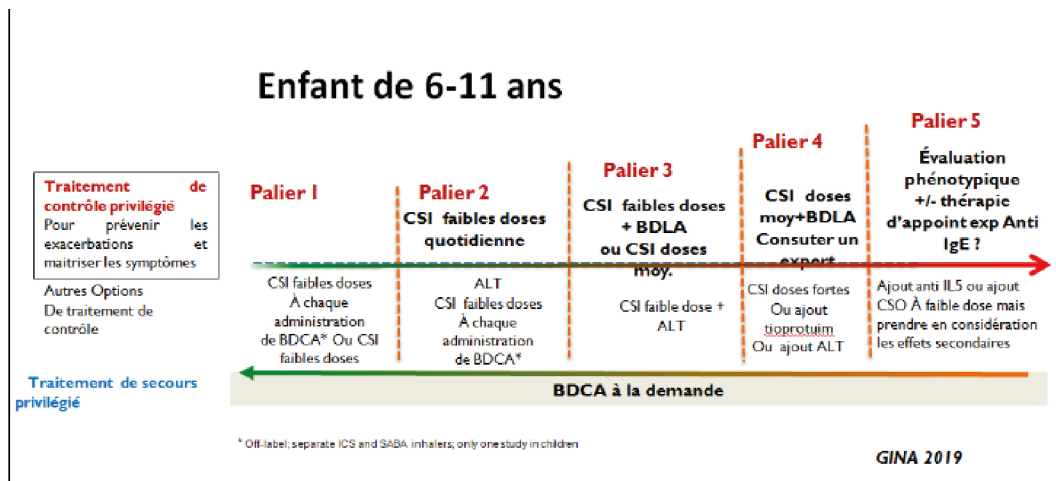 Enfant de 6-11 ans
Traitement de
contrôle privilégié
Pour prévenir les
exacerbations et
maitriser les symptômes
Autres Options
De traitement de
contrôle
Traitement de secours
privilégié
Palier 1
CSI faibles doses
À chaque
administration
de BDCA* Ou CSI
faibles doses
Palier 2
CSI faibles doses
quotidienne
ALT
CSI faibles doses
À chaque
administration
de BDCA*
Palier 3
CSI faibles doses
+ BDLA
ou CSI doses
moy.
CSI faible dose +
ALT
Palier 4
CSI doses
moy+BDLA
Consuter un
expert
CSI doses fortes
Ou ajout
tioprotuim
Ou ajout ALT
Palier 5
Évaluation
phénotypique
+/- thérapie
d'appoint exp Anti
IgE ?
Ajout anti IL5 ou ajout
CSO À faible dose mais
prendre en considération
les effets secondaires
BDCA à la demande
* Off-label; separate ICS and SABA inhalers; only one study in children
GINA 2019